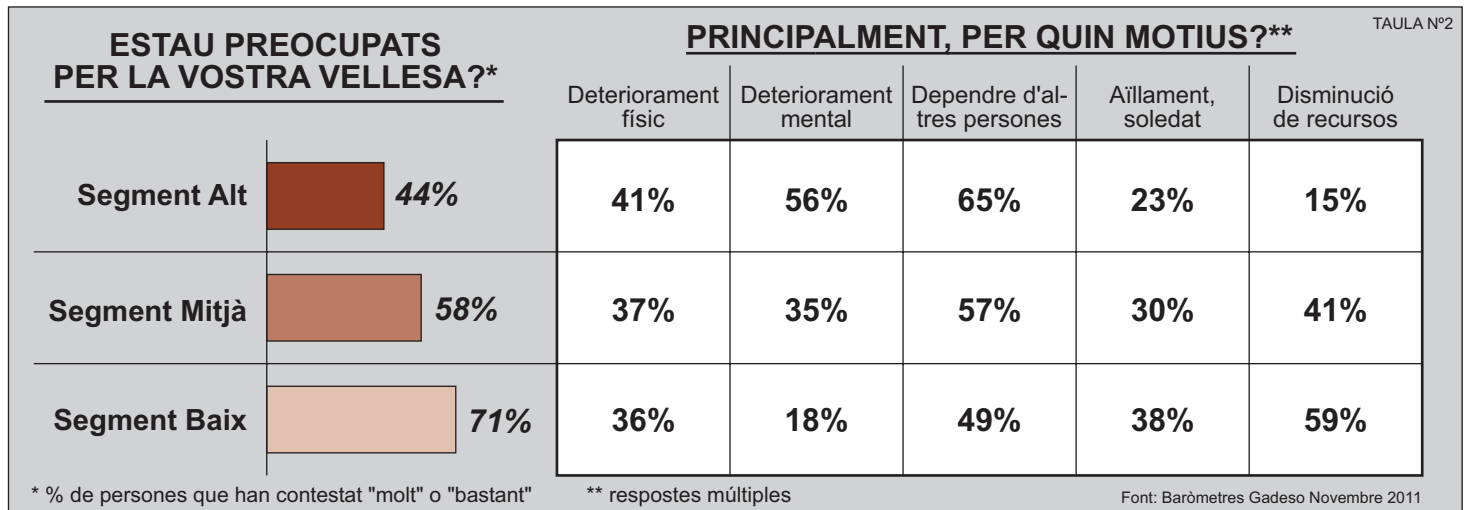 TAULA Nº2
ESTAU PREOCUPATS
PER LA VOSTRA VELLESA?*
PRINCIPALMENT, PER QUIN MOTIUS?**
Deteriorament
físic
Deteriorament
mental
Dependre d'al-
tres persones
Aïllament,
soledat
Disminució
de recursos
Segment Alt 44% 41% 56% 65% 23% 15%
Segment Mitjà 58% 37% 35% 57% 30% 41%
Segment Baix 71% 36% 18% 49% 38% 59%
* % de persones que han contestat "molt" o "bastant"
** respostes múltiples
Font: Baròmetres Gadeso Novembre 2011